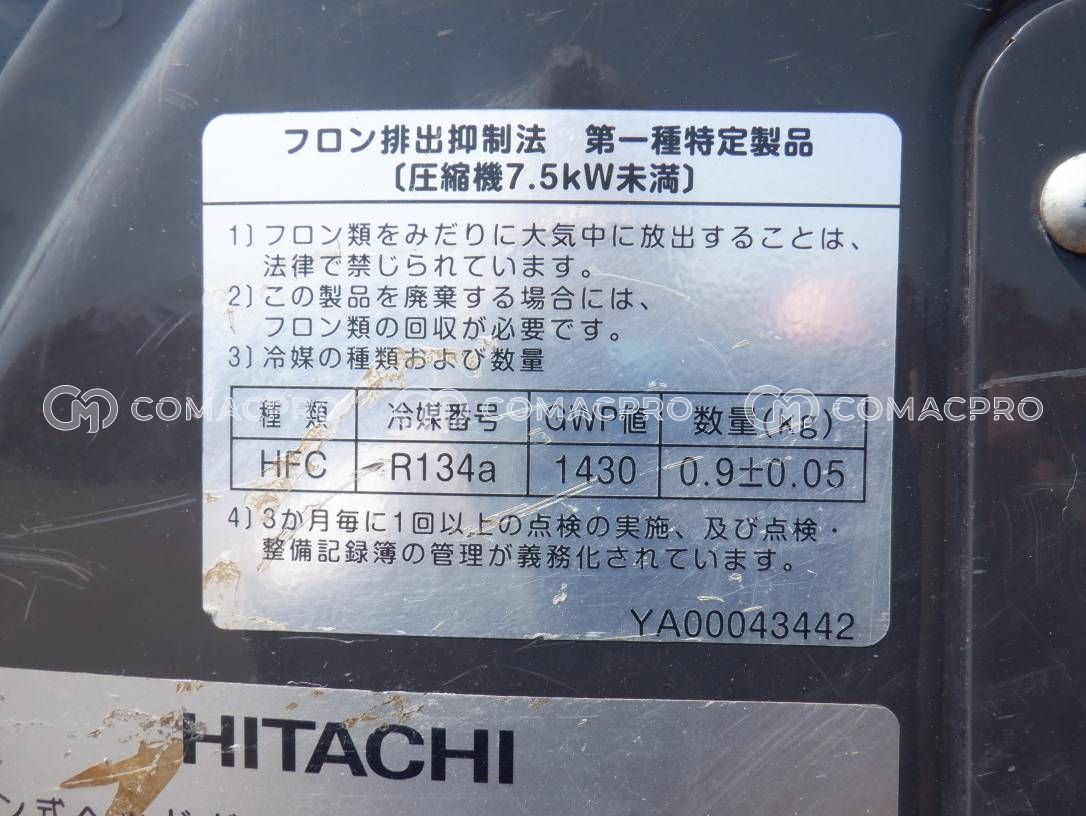 フロン排出抑制法 第一種特定製品
〔圧縮機7.5kW未満〕
1) フロン類をみだりに大気中に放出することは、
法律で禁じられています。
2) この製品を廃棄する場合には、
フロン類の回収が必要です。
3) 冷媒の種類および数量
種類 冷媒番号 GWP値 数量(kg)
COMACPRO COMACPRO COMACPRO
HFC R134a 1430 0.9±0.05
4) 3か月毎に1回以上の点検の実施、及び点検・
整備記録簿の管理が義務化されています。
YA00043442
HITACHI